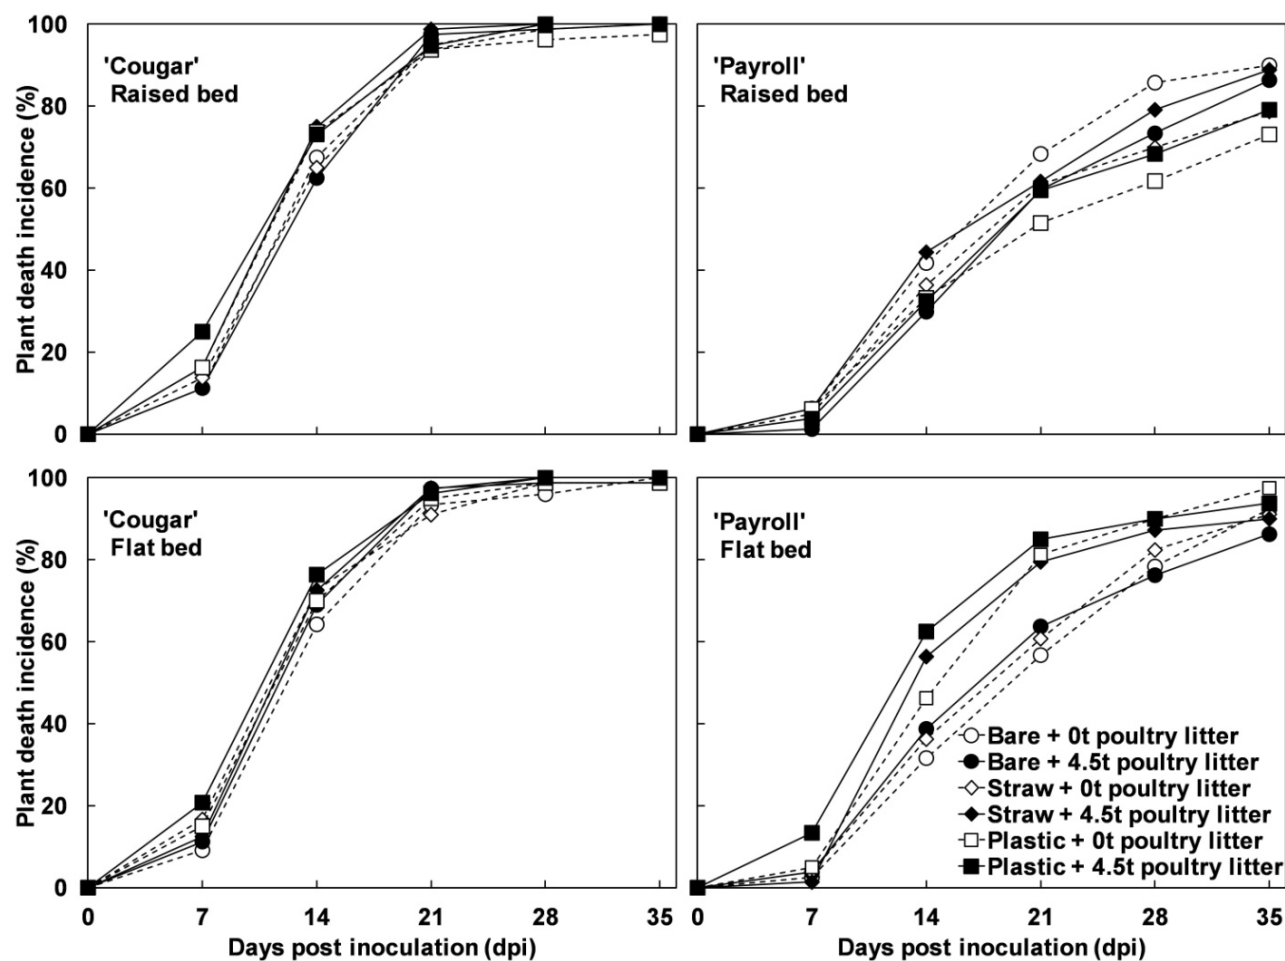 100
80
60
40
20
0
Plant death incidence (%)
'Cougar'
Raised bed
'Payroll'
Raised bed
100
80
60
40
20
0
Plant death incidence (%)
'Cougar'
Flat bed
'Payroll'
Flat bed
Bare + 0t poultry litter
Bare + 4.5t poultry litter
Straw + 0t poultry litter
Straw + 4.5t poultry litter
Plastic + 0t poultry litter
Plastic + 4.5t poultry litter
0 7 14 21 28 35
0 7 14 21 28 35
Days post inoculation (dpi)
Days post inoculation (dpi)